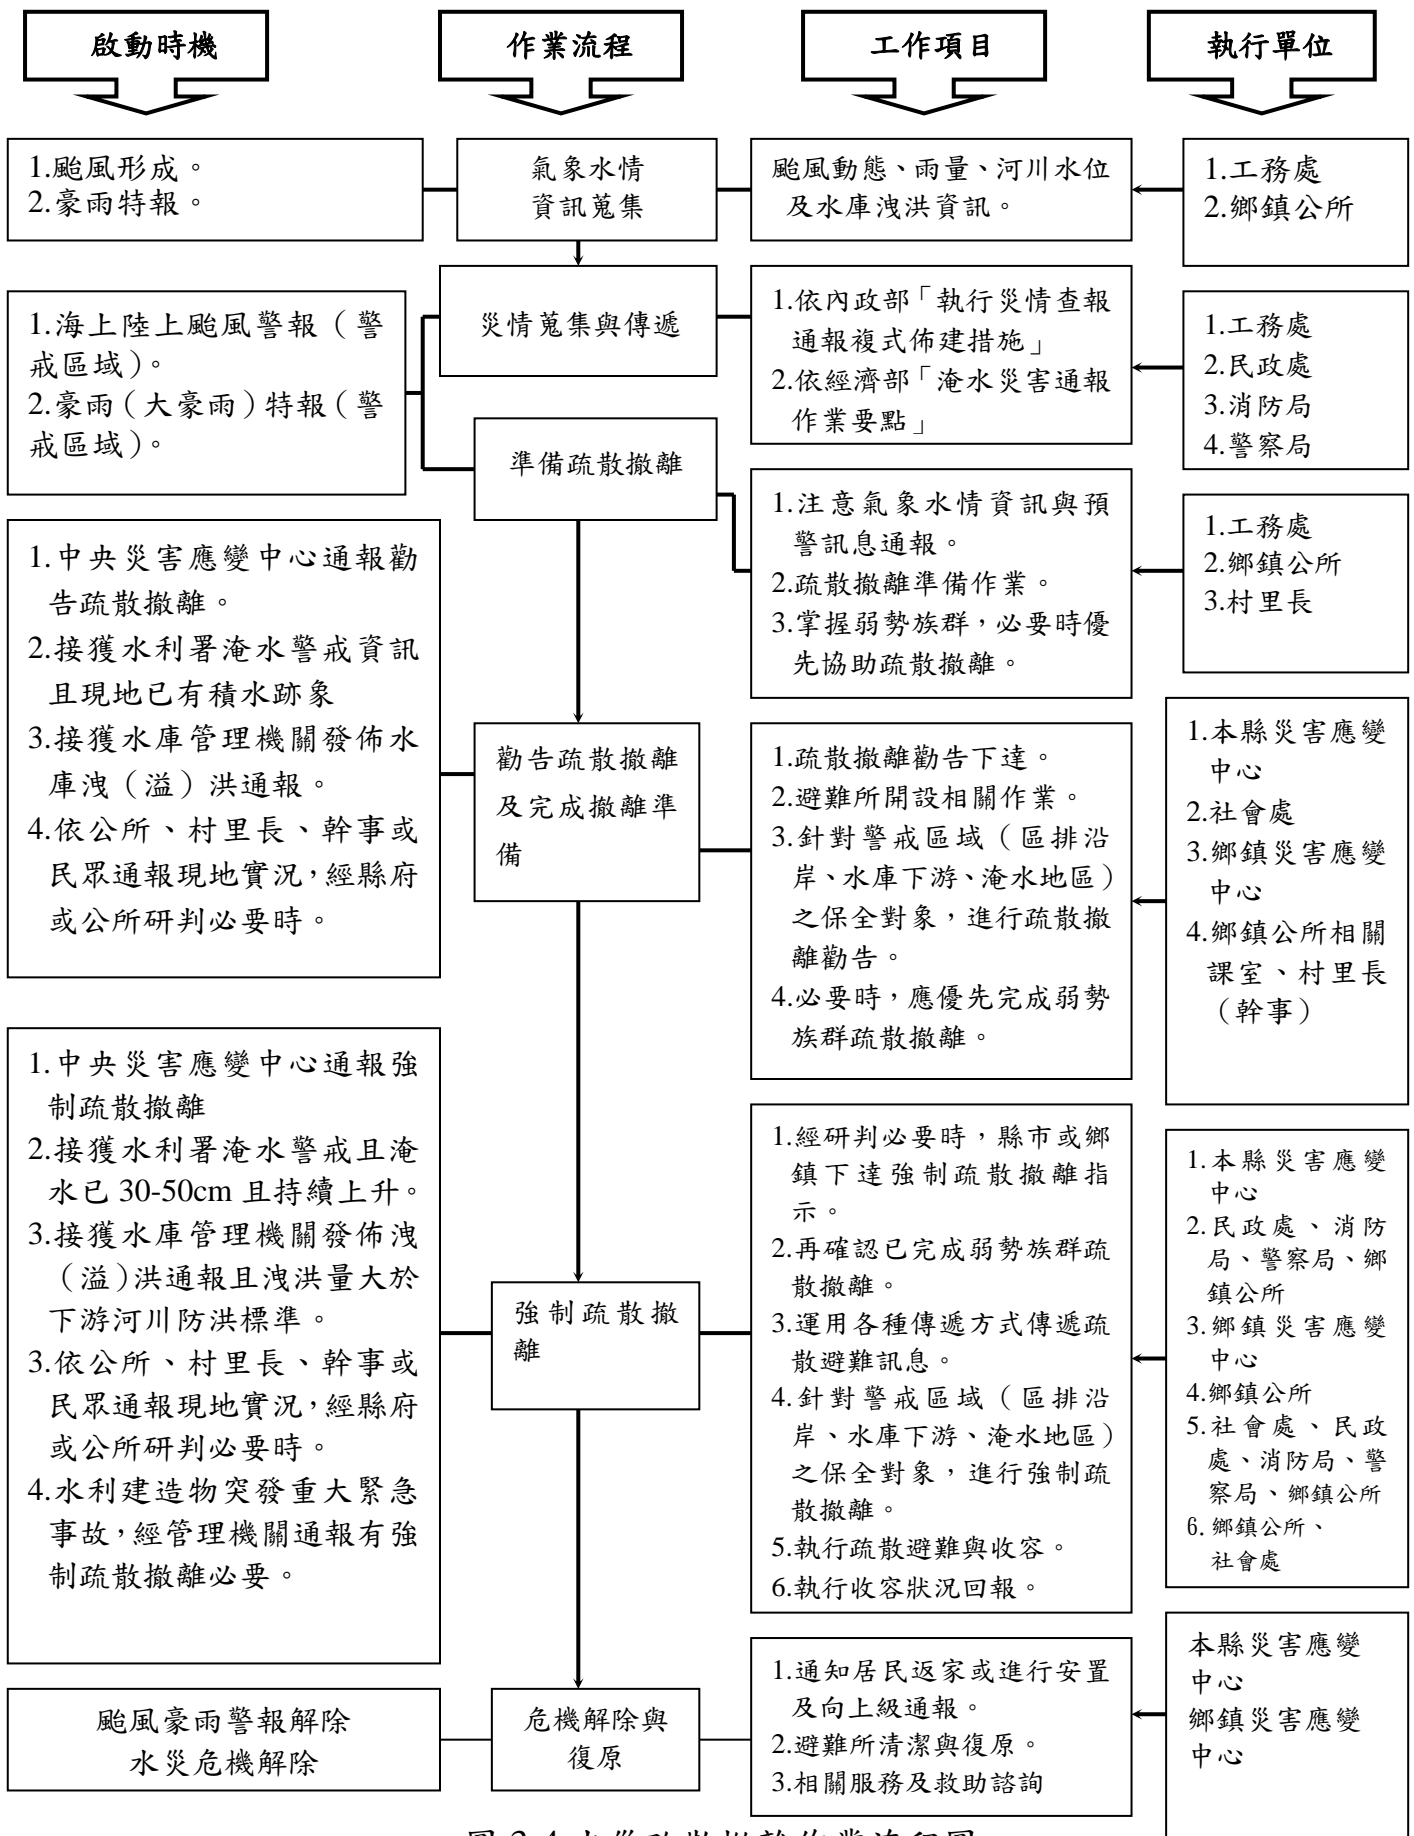 啟動時機
作業流程
工作項目
執行單位
1.颱風形成。
2.豪雨特報。
氣象水情
資訊蒐集
颱風動態、雨量、河川水位
及水庫洩洪資訊。
1.工務處
2.鄉鎮公所
1.海上陸上颱風警報（警
戒區域）。
2.豪雨（大豪雨）特報（警
戒區域）。
災情蒐集與傳遞
1.依內政部「執行災情查報
通報複式佈建措施」
2.依經濟部「淹水災害通報
作業要點」
1.工務處
2.民政處
3.消防局
4.警察局
準備疏散撤離
1.注意氣象水情資訊與預
警訊息通報。
2.疏散撤離準備作業。
3.掌握弱勢族群，必要時優
先協助疏散撤離。
1.工務處
2.鄉鎮公所
3.村里長
1.中央災害應變中心通報勸
告疏散撤離。
2.接獲水利署淹水警戒資訊
且現地已有積水跡象
3.接獲水庫管理機關發佈水
庫洩（溢）洪通報。
4.依公所、村里長、幹事或
民眾通報現地實況，經縣府
或公所研判必要時。
勸告疏散撤離
及完成撤離準
備
1.疏散撤離勸告下達。
2.避難所開設相關作業。
3.針對警戒區域（區排沿
岸、水庫下游、淹水地區）
之保全對象，進行疏散撤
離勸告。
4.必要時，應優先完成弱勢
族群疏散撤離。
1.本縣災害應變
中心
2.社會處
3.鄉鎮災害應變
中心
4.鄉鎮公所相關
課室、村里長
（幹事）
1.中央災害應變中心通報強
制疏散撤離
2.接獲水利署淹水警戒且淹
水已 30-50cm 且持續上升。
3.接獲水庫管理機關發佈洩
（溢)洪通報且洩洪量大於
下游河川防洪標準。
3.依公所、村里長、幹事或
民眾通報現地實況，經縣府
或公所研判必要時。
4.水利建造物突發重大緊急
事故，經管理機關通報有強
制疏散撤離必要。
強制疏散撤
離
1.經研判必要時，縣市或鄉
鎮下達強制疏散撤離指
示。
2.再確認已完成弱勢族群疏
散撤離。
3.運用各種傳遞方式傳遞疏
散避難訊息。
4.針對警戒區域（區排沿
岸、水庫下游、淹水地區）
之保全對象，進行強制疏
散撤離。
5.執行疏散避難與收容。
6.執行收容狀況回報。
1.本縣災害應變
中心
2.民政處、消防
局、警察局、鄉
鎮公所
3.鄉鎮災害應變
中心
4.鄉鎮公所
5.社會處、民政
處、消防局、警
察局、鄉鎮公所
6.鄉鎮公所、
社會處
颱風豪雨警報解除
水災危機解除
危機解除與
復原
1.通知居民返家或進行安置
及向上級通報。
2.避難所清潔與復原。
3.相關服務及救助諮詢
本縣災害應變
中心
鄉鎮災害應變
中心
圖 3-4 水災疏散撤離作業流程圖